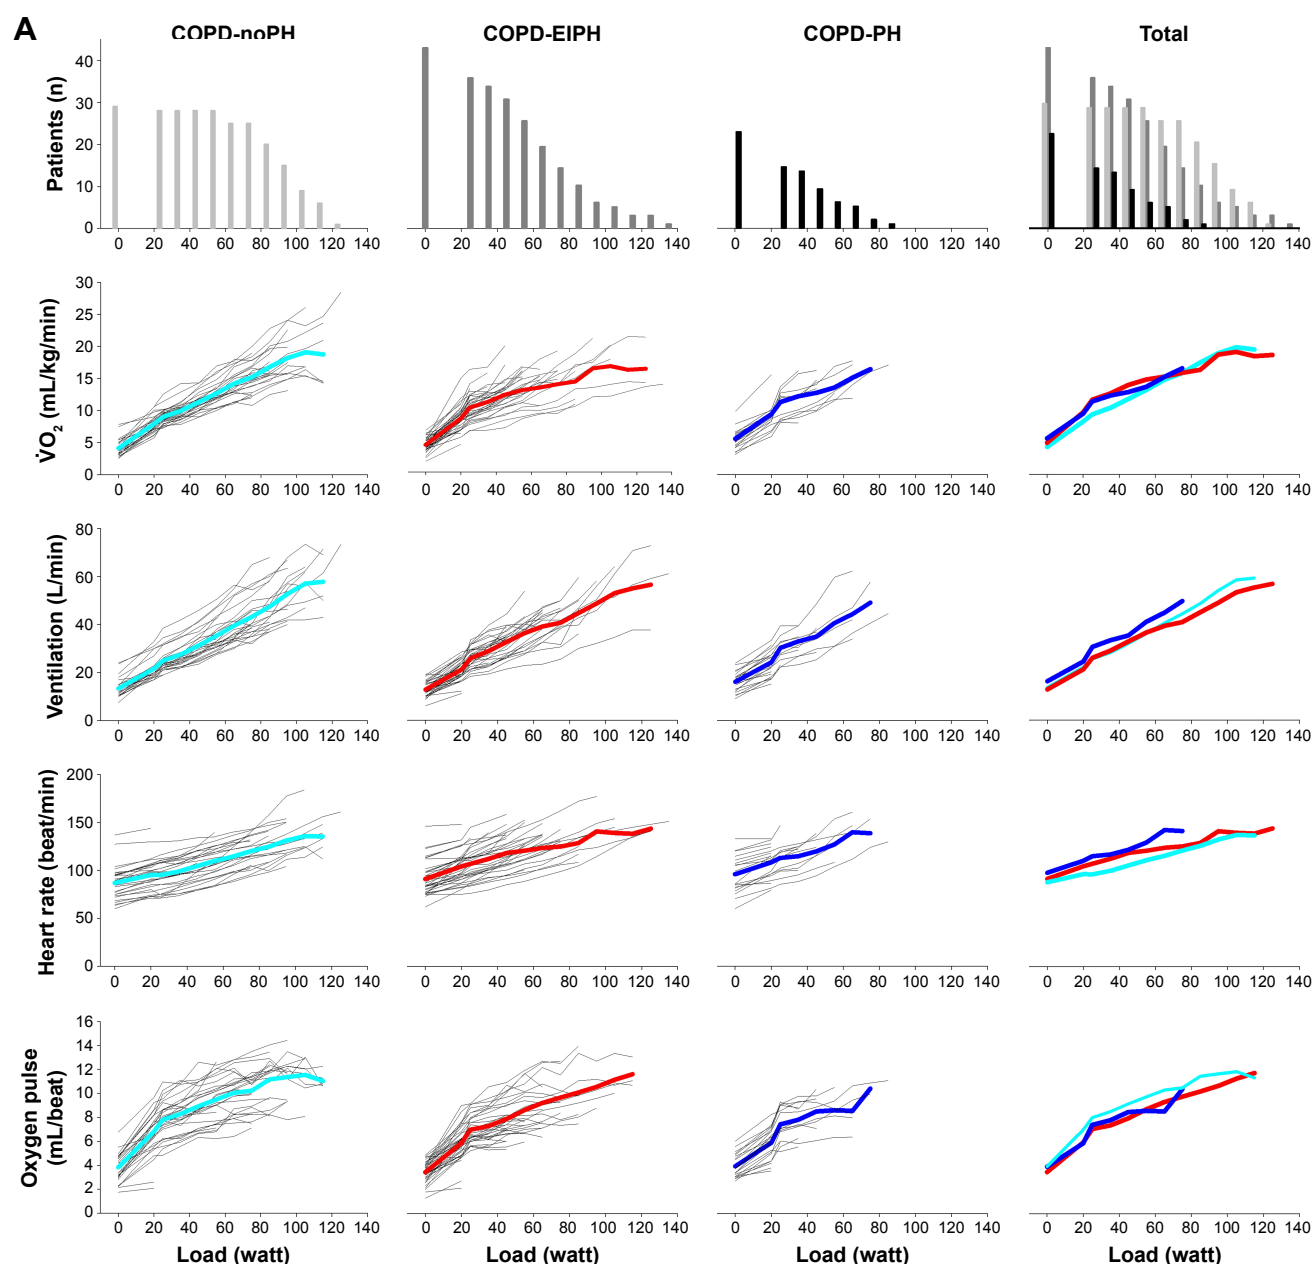 A
COPD-noPH COPD-EIPH COPD-PH Total
Patients (n)
40
30
20
10
0
0 20 40 60 80 100 120 140 0 20 40 60 80 100 120 140 0 20 40 60 80 100 120 140 0 20 40 60 80 100 120 140
V̇O2 (mL/kg/min)
30
25
20
15
10
5
0
0 20 40 60 80 100 120 140 0 20 40 60 80 100 120 140 0 20 40 60 80 100 120 140 0 20 40 60 80 100 120 140
Ventilation (L/min)
80
60
40
20
0
0 20 40 60 80 100 120 140 0 20 40 60 80 100 120 140 0 20 40 60 80 100 120 140 0 20 40 60 80 100 120 140
Heart rate (beat/min)
200
150
100
50
0
0 20 40 60 80 100 120 140 0 20 40 60 80 100 120 140 0 20 40 60 80 100 120 140 0 20 40 60 80 100 120 140
Oxygen pulse
(mL/beat)
16
14
12
10
8
6
4
2
0
0 20 40 60 80 100 120 140 0 20 40 60 80 100 120 140 0 20 40 60 80 100 120 140 0 20 40 60 80 100 120 140
Load (watt) Load (watt) Load (watt) Load (watt)